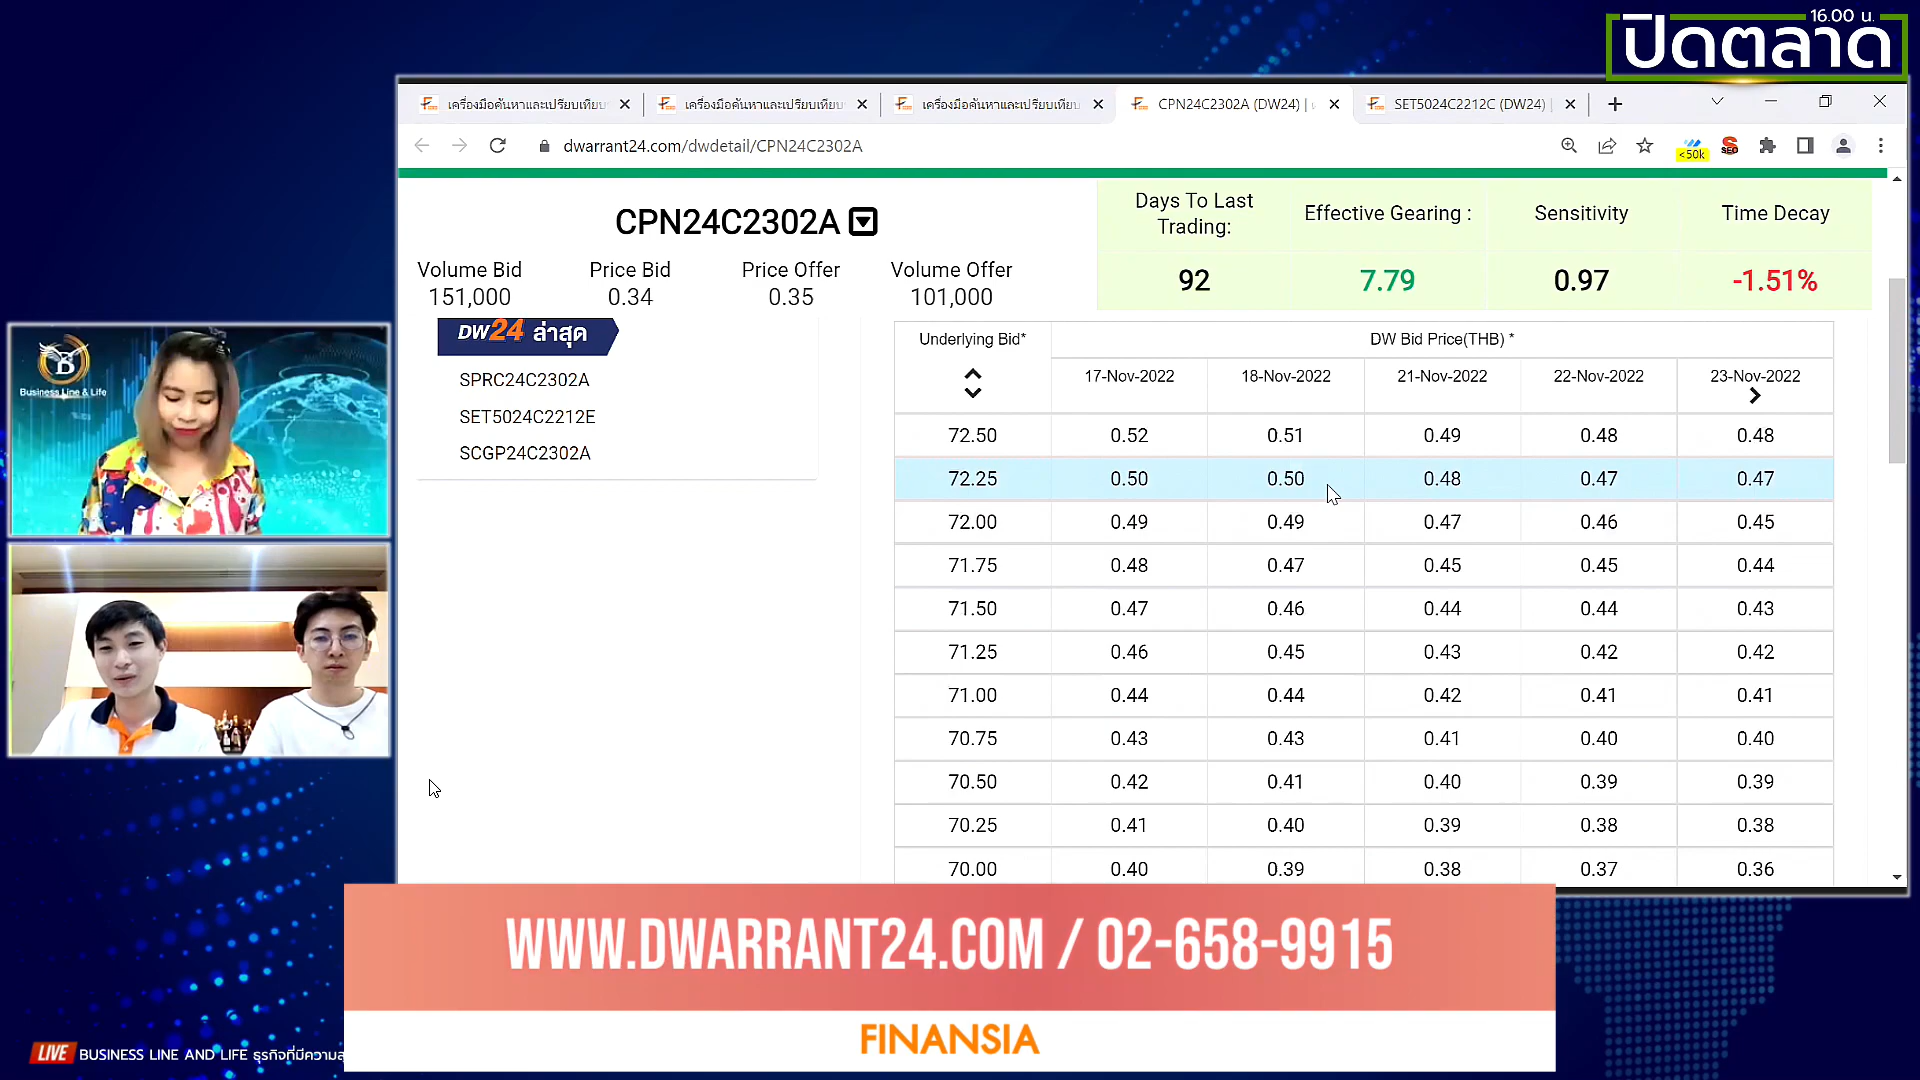 16.00 น.
ปิดตลาด
เครื่องมือค้นหาและเปรียบเทียบ
เครื่องมือค้นหาและเปรียบเทียบ
เครื่องมือค้นหาและเปรียบเทียบ
CPN24C2302A (DW24) |
SET5024C2212C (DW24) |
dwarrant24.com/dwdetail/CPN24C2302A
<50k
SEO
CPN24C2302A
Volume Bid Price Bid Price Offer Volume Offer
151,000 0.34 0.35 101,000
Days To Last Trading: Effective Gearing : Sensitivity Time Decay
92 7.79 0.97 -1.51%
DW24 ล่าสุด
SPRC24C2302A
SET5024C2212E
SCGP24C2302A
Underlying Bid* DW Bid Price(THB) *
17-Nov-2022 18-Nov-2022 21-Nov-2022 22-Nov-2022 23-Nov-2022
72.50 0.52 0.51 0.49 0.48 0.48
72.25 0.50 0.50 0.48 0.47 0.47
72.00 0.49 0.49 0.47 0.46 0.45
71.75 0.48 0.47 0.45 0.45 0.44
71.50 0.47 0.46 0.44 0.44 0.43
71.25 0.46 0.45 0.43 0.42 0.42
71.00 0.44 0.44 0.42 0.41 0.41
70.75 0.43 0.43 0.41 0.40 0.40
70.50 0.42 0.41 0.40 0.39 0.39
70.25 0.41 0.40 0.39 0.38 0.38
70.00 0.40 0.39 0.38 0.37 0.36
B
Business Line & Life
WWW.DWARRANT24.COM / 02-658-9915
FINANSIA
LIVE BUSINESS LINE AND LIFE ธุรกิจที่มีความ